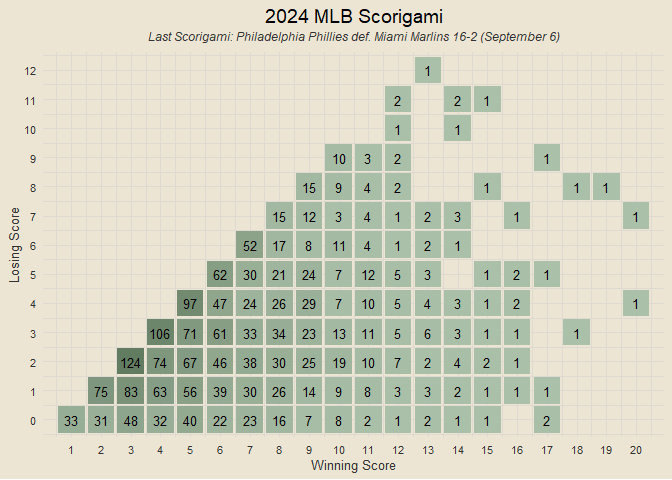 2024 MLB Scorigami
Last Scorigami: Philadelphia Phillies def. Miami Marlins 16-2 (September 6)
Losing Score
12 1
11 2 2 1
10 1 1
9 10 3 2 1
8 15 9 4 2 1 1 1
7 15 12 3 4 1 2 3 1 1
6 52 17 8 11 4 1 2 1
5 62 30 21 24 7 12 5 3 1 2 1
4 97 47 24 26 29 7 10 5 4 3 1 2 1
3 106 71 61 33 34 23 13 11 5 6 3 1 1 1
2 124 74 67 46 38 30 25 19 10 7 2 4 2 1
1 75 83 63 56 39 30 26 14 9 8 3 3 2 1 1 1
0 33 31 48 32 40 22 23 16 7 8 2 1 2 1 1 2
1 2 3 4 5 6 7 8 9 10 11 12 13 14 15 16 17 18 19 20
Winning Score